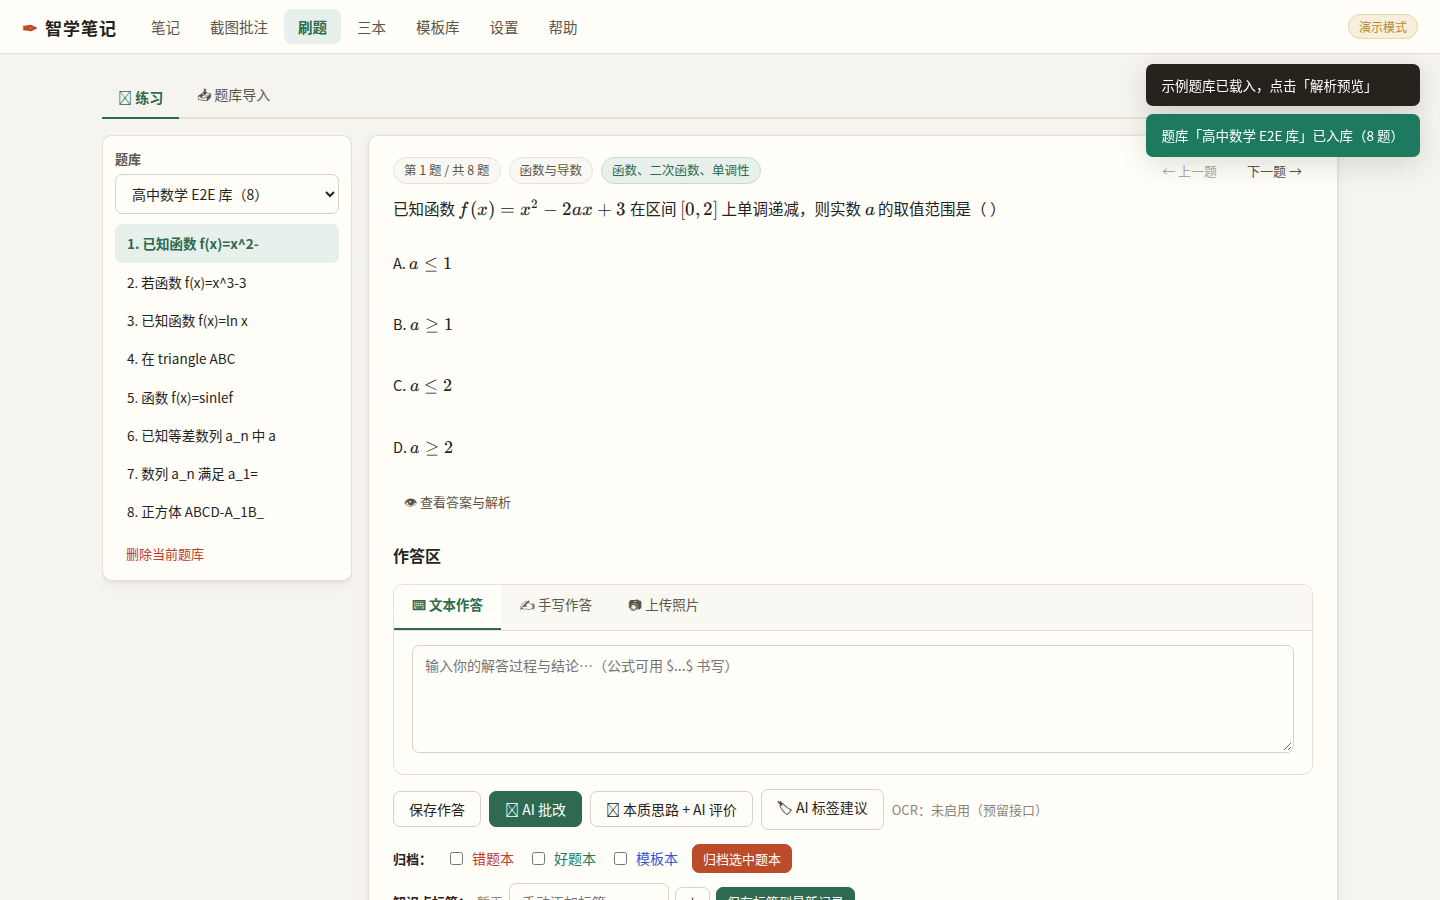 智学笔记
笔记
截图批注
刷题
三本
模板库
设置
帮助
演示模式
示例题库已载入，点击「解析预览」
题库「高中数学 E2E 库」已入库（8 题）
练习
题库导入
题库
高中数学 E2E 库（8）
1. 已知函数 f(x)=x^2-
2. 若函数 f(x)=x^3-3
3. 已知函数 f(x)=ln x
4. 在 triangle ABC
5. 函数 f(x)=sinlef
6. 已知等差数列 a_n 中 a
7. 数列 a_n 满足 a_1=
8. 正方体 ABCD-A_1B_
删除当前题库
第 1 题 / 共 8 题
函数与导数
函数、二次函数、单调性
← 上一题
下一题 →
已知函数 f(x) = x² − 2ax + 3 在区间 [0, 2] 上单调递减，则实数 a 的取值范围是（ ）
A. a ≤ 1
B. a ≥ 1
C. a ≤ 2
D. a ≥ 2
查看答案与解析
作答区
文本作答
手写作答
上传照片
输入你的解答过程与结论…（公式可用 $...$ 书写）
保存作答
AI 批改
本质思路 + AI 评价
AI 标签建议
OCR：未启用（预留接口）
归档：
错题本
好题本
模板本
归档选中题本